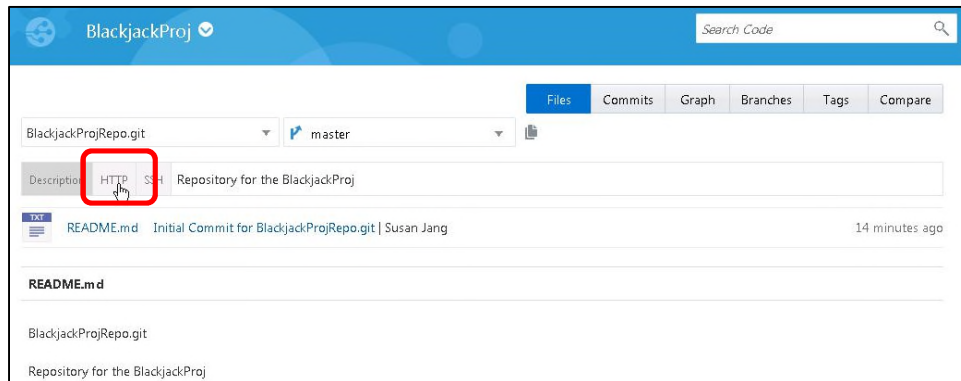 BlackjackProj
Search Code
Files Commits Graph Branches Tags Compare
BlackjackProjRepo.git master
Description HTTP SSH Repository for the BlackjackProj
TXT README.md Initial Commit for BlackjackProjRepo.git | Susan Jang 14 minutes ago
README.md
BlackjackProjRepo.git
Repository for the BlackjackProj